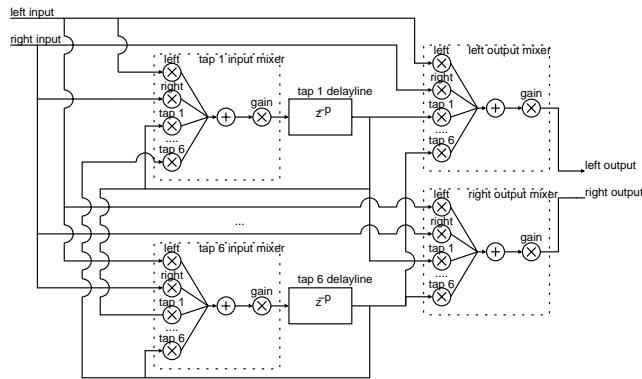 left input
right input
left
tap 1 input mixer
right
tap 1
....
tap 6
gain
tap 1 delayline
z-p
left
left output mixer
right
tap 1
....
tap 6
gain
left output
right output
...
left
right output mixer
right
tap 1
....
tap 6
gain
left
tap 6 input mixer
right
tap 1
....
tap 6
gain
tap 6 delayline
z-p